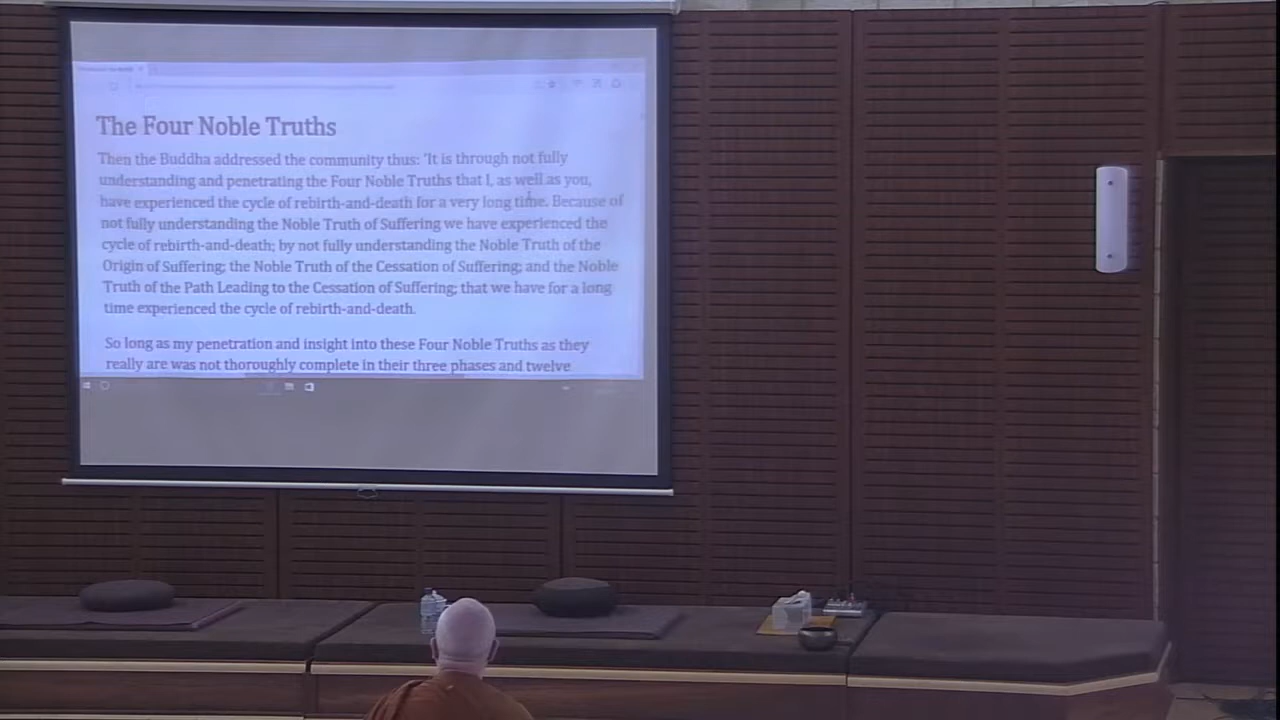 The Four Noble Truths
Then the Buddha addressed the community thus: 'It is through not fully
understanding and penetrating the Four Noble Truths that I, as well as you,
have experienced the cycle of rebirth-and-death for a very long time. Because of
not fully understanding the Noble Truth of Suffering we have experienced the
cycle of rebirth-and-death; by not fully understanding the Noble Truth of the
Origin of Suffering; the Noble Truth of the Cessation of Suffering; and the Noble
Truth of the Path Leading to the Cessation of Suffering; that we have for a long
time experienced the cycle of rebirth-and-death.
So long as my penetration and insight into these Four Noble Truths as they
really are was not thoroughly complete in their three phases and twelve